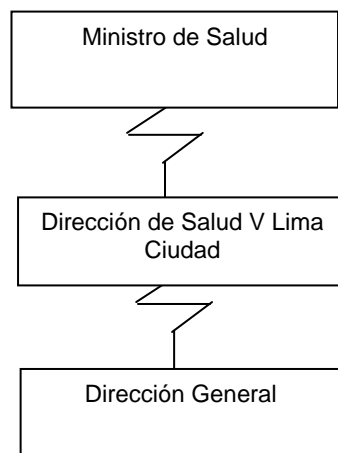 Ministro de Salud
Dirección de Salud V Lima
Ciudad
Dirección General